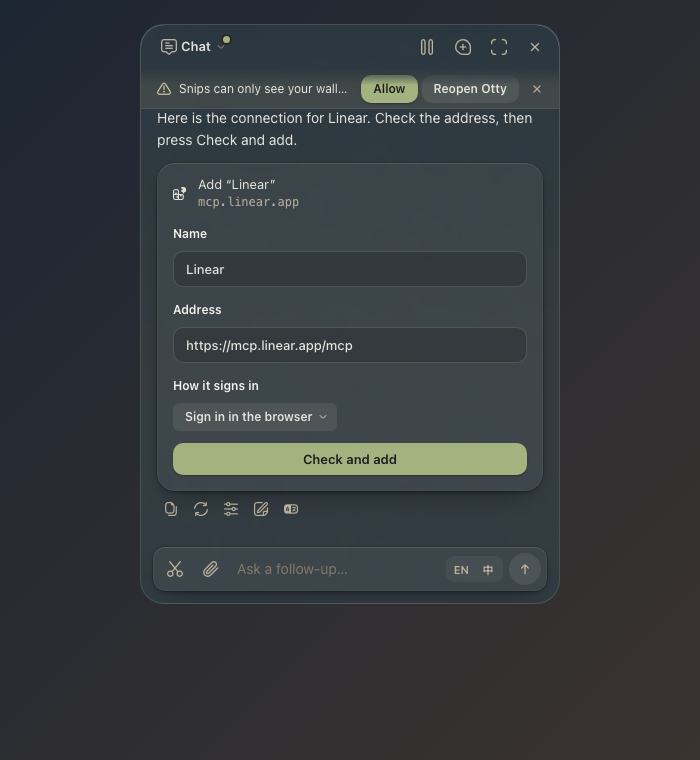 Chat
Snips can only see your wall...
Allow
Reopen Otty
Here is the connection for Linear. Check the address, then
press Check and add.
Add “Linear”
mcp.linear.app
Name
Linear
Address
https://mcp.linear.app/mcp
How it signs in
Sign in in the browser
Check and add
Ask a follow-up...
EN 中